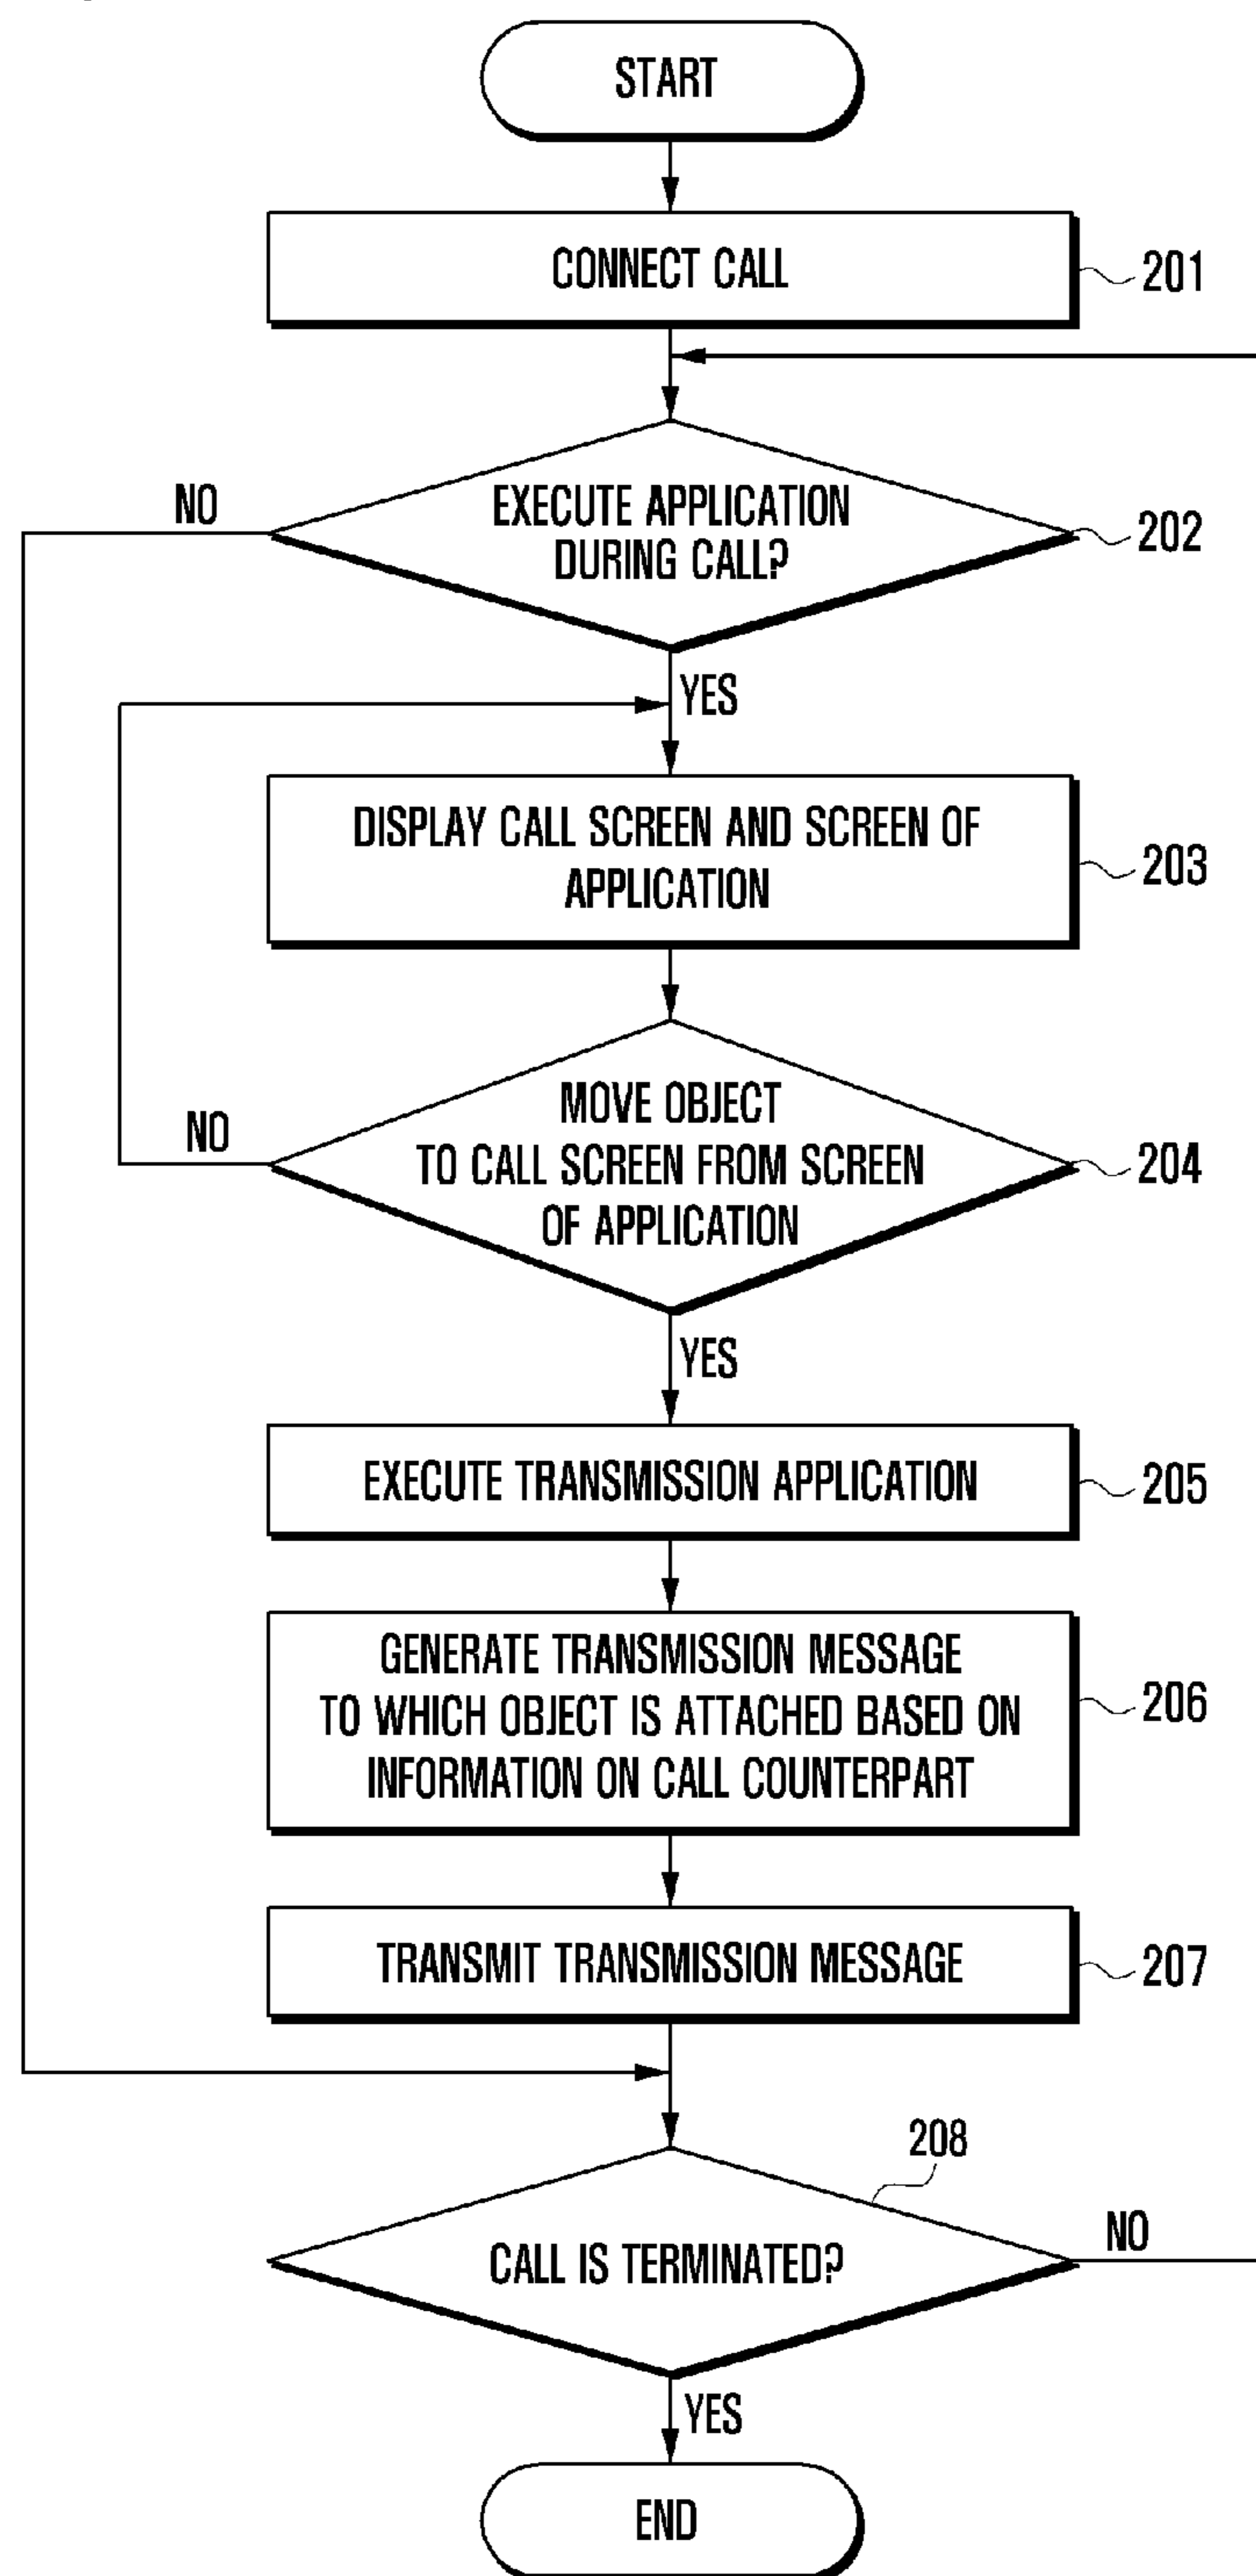 START
CONNECT CALL
201
NO
EXECUTE APPLICATION
DURING CALL?
202
YES
DISPLAY CALL SCREEN AND SCREEN OF
APPLICATION
203
NO
MOVE OBJECT
TO CALL SCREEN FROM SCREEN
OF APPLICATION
204
YES
EXECUTE TRANSMISSION APPLICATION
205
GENERATE TRANSMISSION MESSAGE
TO WHICH OBJECT IS ATTACHED BASED ON
INFORMATION ON CALL COUNTERPART
206
TRANSMIT TRANSMISSION MESSAGE
207
208
CALL IS TERMINATED?
NO
YES
END